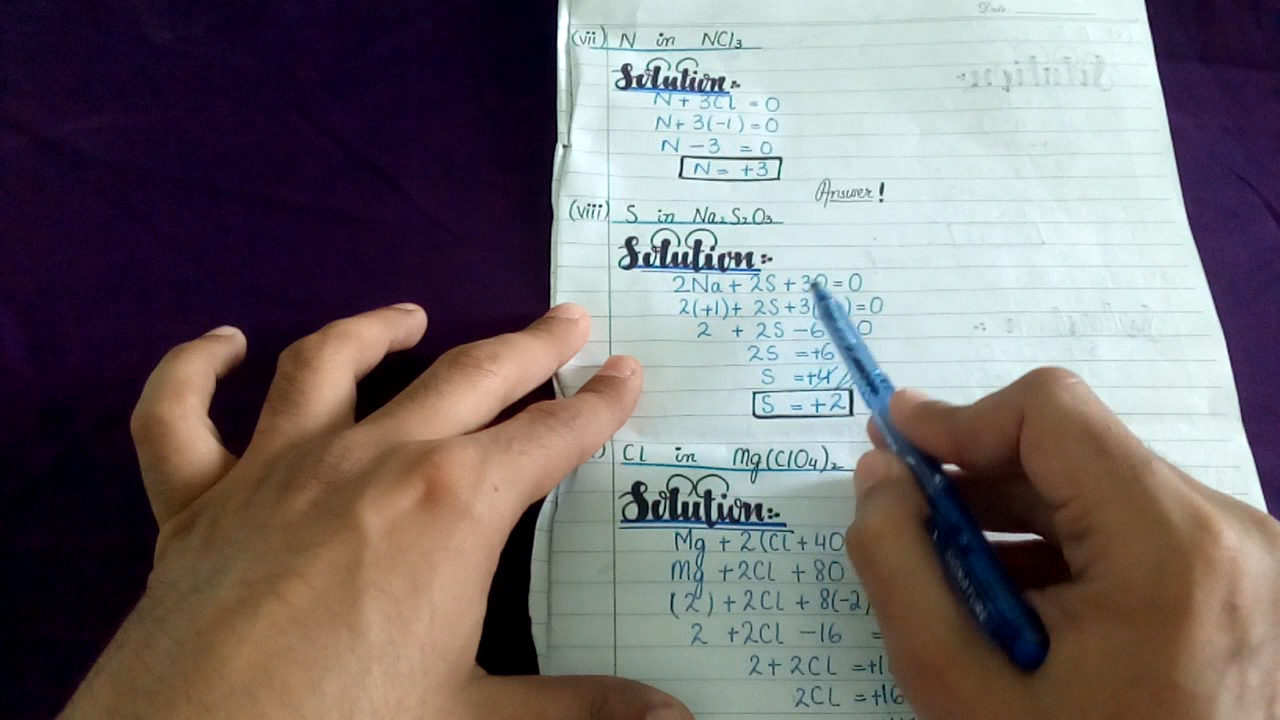 Date:
(vii) N in NCl₃
Solution:-
N + 3Cl = 0
N + 3(-1) = 0
N - 3 = 0
N = +3
Answer!
(viii) S in Na₂S₂O₃
Solution:-
2Na + 2S + 3O = 0
2(+1) + 2S + 3( ) = 0
2 + 2S - 6 0
2S = +6
S = +4/
S = +2
) Cl in Mg(ClO₄)₂
Solution:-
Mg + 2(Cl + 4O
Mg + 2Cl + 8O
(2) + 2Cl + 8(-2)
2 + 2Cl - 16 =
2 + 2Cl = +1
2Cl = +16